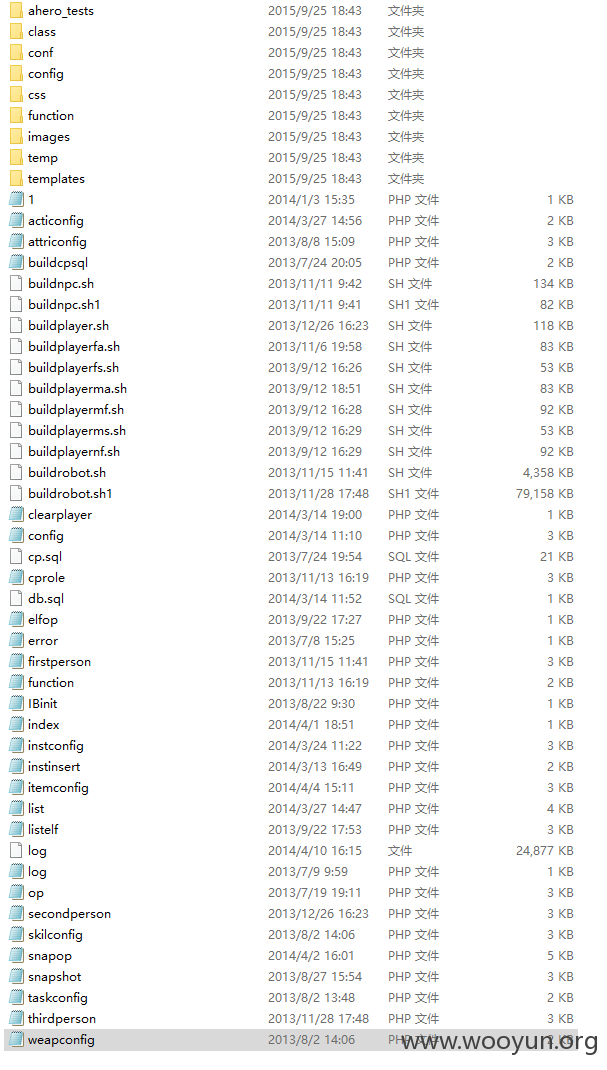 ahero_tests 2015/9/25 18:43 文件夹
class 2015/9/25 18:43 文件夹
conf 2015/9/25 18:43 文件夹
config 2015/9/25 18:43 文件夹
css 2015/9/25 18:43 文件夹
function 2015/9/25 18:43 文件夹
images 2015/9/25 18:43 文件夹
temp 2015/9/25 18:43 文件夹
templates 2015/9/25 18:43 文件夹
1 2014/1/3 15:35 PHP 文件 1 KB
acticonfig 2014/3/27 14:56 PHP 文件 2 KB
attriconfig 2013/8/8 15:09 PHP 文件 3 KB
buildcpsql 2013/7/24 20:05 PHP 文件 2 KB
buildnpc.sh 2013/11/11 9:42 SH 文件 134 KB
buildnpc.sh1 2013/11/11 9:41 SH1 文件 82 KB
buildplayer.sh 2013/12/26 16:23 SH 文件 118 KB
buildplayerfa.sh 2013/11/6 19:58 SH 文件 83 KB
buildplayerfs.sh 2013/9/12 16:26 SH 文件 53 KB
buildplayerma.sh 2013/9/12 18:51 SH 文件 83 KB
buildplayermf.sh 2013/9/12 16:28 SH 文件 92 KB
buildplayerms.sh 2013/9/12 16:29 SH 文件 53 KB
buildplayernf.sh 2013/9/12 16:29 SH 文件 92 KB
buildrobot.sh 2013/11/15 11:41 SH 文件 4,358 KB
buildrobot.sh1 2013/11/28 17:48 SH1 文件 79,158 KB
clearplayer 2014/3/14 19:00 PHP 文件 1 KB
config 2014/3/14 11:10 PHP 文件 3 KB
cp.sql 2013/7/24 19:54 SQL 文件 21 KB
cprole 2013/11/13 16:19 PHP 文件 3 KB
db.sql 2014/3/14 11:52 SQL 文件 1 KB
elfop 2013/9/22 17:27 PHP 文件 1 KB
error 2013/7/8 15:25 PHP 文件 1 KB
firstperson 2013/11/15 11:41 PHP 文件 3 KB
function 2013/11/13 16:19 PHP 文件 2 KB
IBinit 2013/8/22 9:30 PHP 文件 1 KB
index 2014/4/1 18:51 PHP 文件 1 KB
instconfig 2014/3/24 11:22 PHP 文件 3 KB
instinsert 2014/3/13 16:49 PHP 文件 2 KB
itemconfig 2014/4/4 15:11 PHP 文件 3 KB
list 2014/3/27 14:47 PHP 文件 4 KB
listelf 2013/9/22 17:53 PHP 文件 3 KB
log 2014/4/10 16:15 文件 24,877 KB
log 2013/7/9 9:59 PHP 文件 1 KB
op 2013/7/19 19:11 PHP 文件 3 KB
secondperson 2013/12/26 16:23 PHP 文件 3 KB
skilconfig 2013/8/2 14:06 PHP 文件 3 KB
snapop 2014/4/2 16:01 PHP 文件 5 KB
snapshot 2013/8/27 15:54 PHP 文件 3 KB
taskconfig 2013/8/2 13:48 PHP 文件 2 KB
thirdperson 2013/11/28 17:48 PHP 文件 3 KB
weapconfig 2013/8/2 14:06 PHP 文件 2 KB
www.wooyun.org